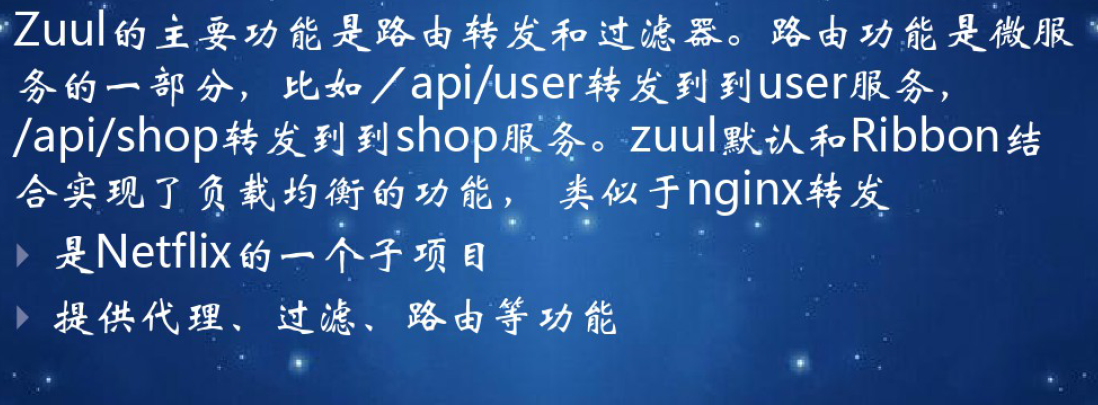 Zuul的主要功能是路由转发和过滤器。路由功能是微服
务的一部分，比如／api/user转发到到user服务，
/api/shop转发到到shop服务。zuul默认和Ribbon结
合实现了负载均衡的功能， 类似于nginx转发
是Netflix的一个子项目
提供代理、过滤、路由等功能